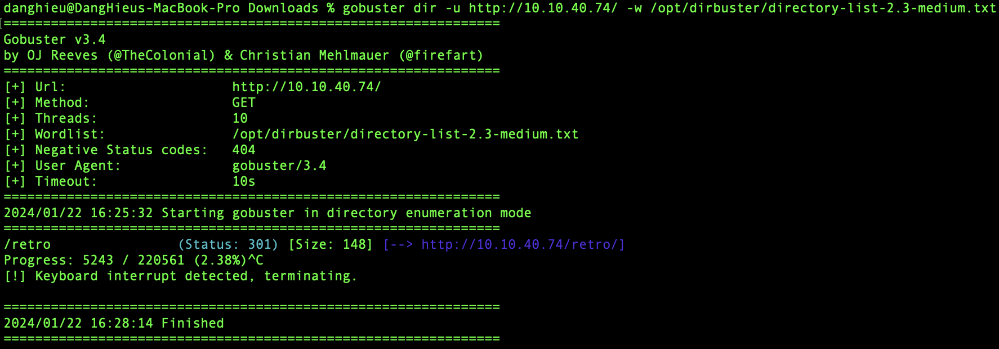 danghieu@DangHieus-MacBook-Pro Downloads % gobuster dir -u http://10.10.40.74/ -w /opt/dirbuster/directory-list-2.3-medium.txt
===============================================================
Gobuster v3.4
by OJ Reeves (@TheColonial) & Christian Mehlmauer (@firefart)
===============================================================
[+] Url:                     http://10.10.40.74/
[+] Method:                  GET
[+] Threads:                 10
[+] Wordlist:                /opt/dirbuster/directory-list-2.3-medium.txt
[+] Negative Status codes:   404
[+] User Agent:              gobuster/3.4
[+] Timeout:                 10s
===============================================================
2024/01/22 16:25:32 Starting gobuster in directory enumeration mode
===============================================================
/retro                (Status: 301) [Size: 148] [--> http://10.10.40.74/retro/]
Progress: 5243 / 220561 (2.38%)^C
[!] Keyboard interrupt detected, terminating.
===============================================================
2024/01/22 16:28:14 Finished
===============================================================